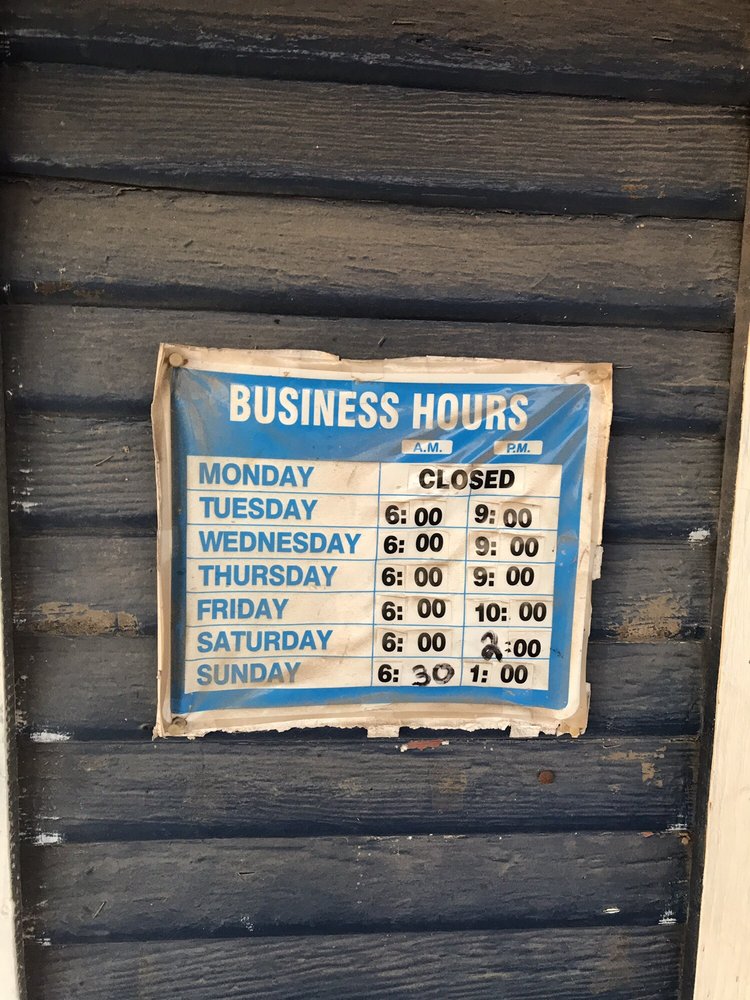 BUSINESS HOURS
A.M. P.M.
MONDAY CLOSED
TUESDAY 6:00 9:00
WEDNESDAY 6:00 9:00
THURSDAY 6:00 9:00
FRIDAY 6:00 10:00
SATURDAY 6:00 2:00
SUNDAY 6:30 1:00